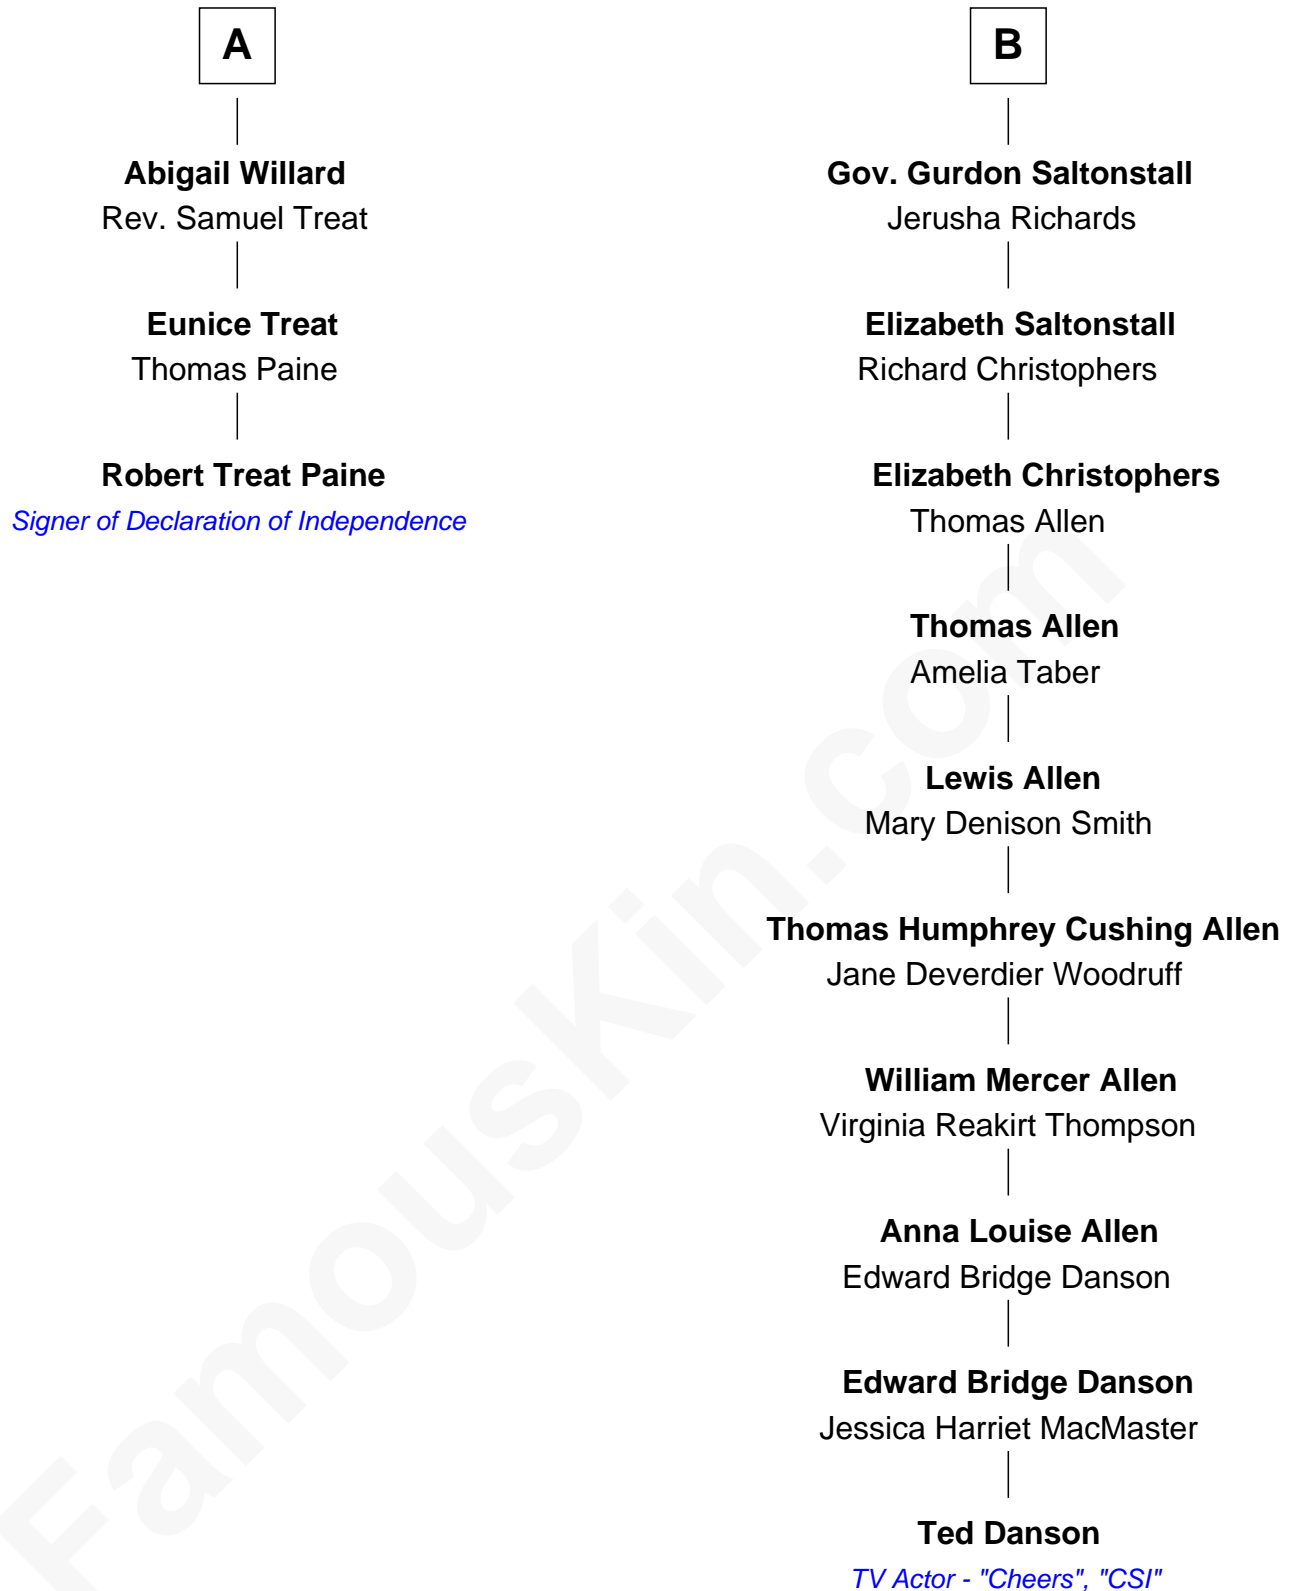 A
Abigail Willard
Rev. Samuel Treat
Eunice Treat
Thomas Paine
Robert Treat Paine
Signer of Declaration of Independence
B
Gov. Gurdon Saltonstall
Jerusha Richards
Elizabeth Saltonstall
Richard Christophers
Elizabeth Christophers
Thomas Allen
Thomas Allen
Amelia Taber
Lewis Allen
Mary Denison Smith
Thomas Humphrey Cushing Allen
Jane Deverdier Woodruff
William Mercer Allen
Virginia Reakirt Thompson
Anna Louise Allen
Edward Bridge Danson
Edward Bridge Danson
Jessica Harriet MacMaster
Ted Danson
TV Actor - "Cheers", "CSI"
FamousKin.com